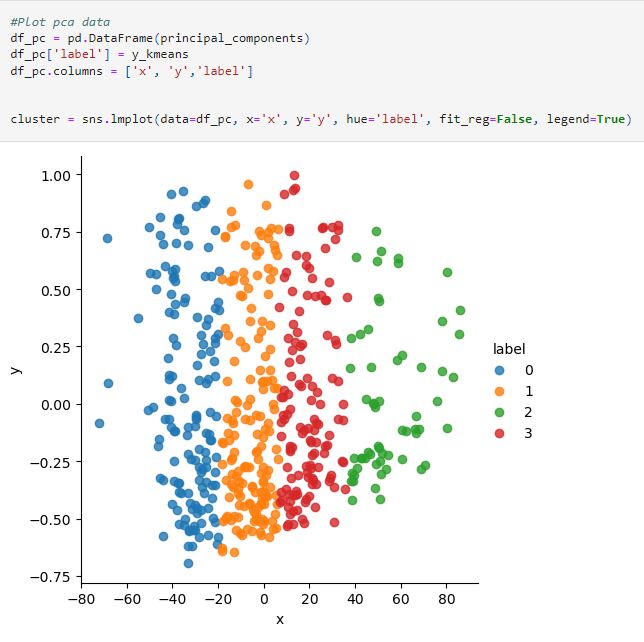 #Plot pca data
df_pc = pd.DataFrame(principal_components)
df_pc['label'] = y_kmeans
df_pc.columns = ['x', 'y','label']
cluster = sns.lmplot(data=df_pc, x='x', y='y', hue='label', fit_reg=False, legend=True)
1.00
0.75
0.50
0.25
0.00
−0.25
−0.50
−0.75
y
−80 −60 −40 −20 0 20 40 60 80
x
label
0
1
2
3